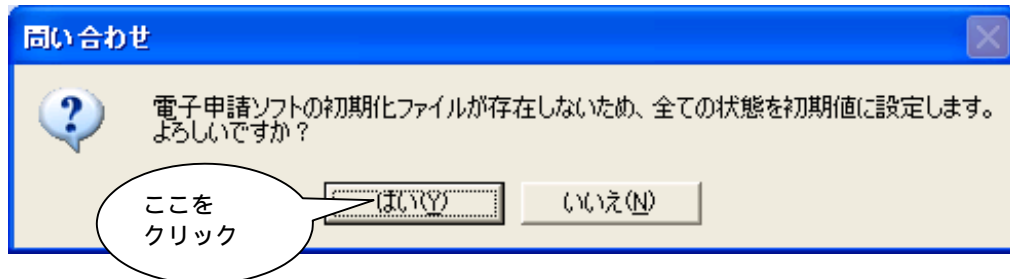 問い合わせ
電子申請ソフトの初期化ファイルが存在しないため、全ての状態を初期値に設定します。
よろしいですか？
はい(Y)
いいえ(N)
ここを
クリック